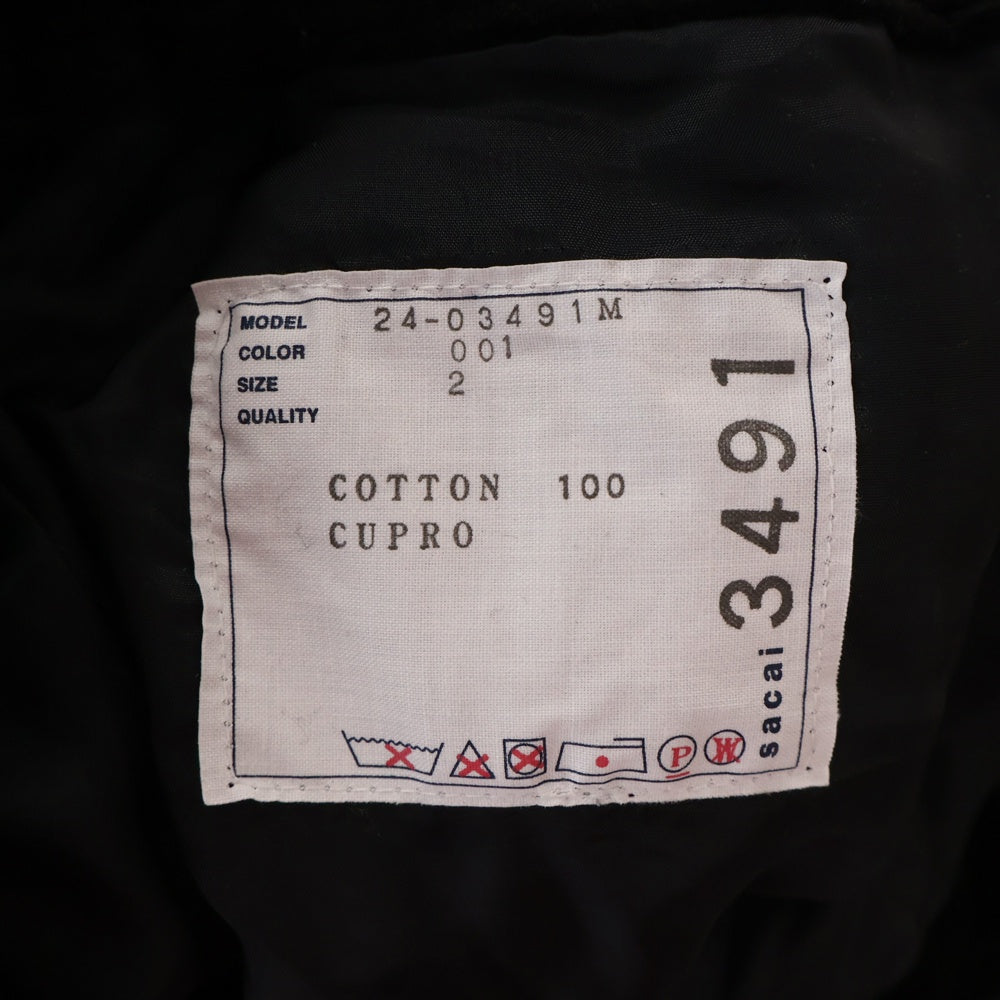 MODEL 24-03491M
COLOR 001
SIZE 2
QUALITY
COTTON 100
CUPRO
sacai 3491
P
W